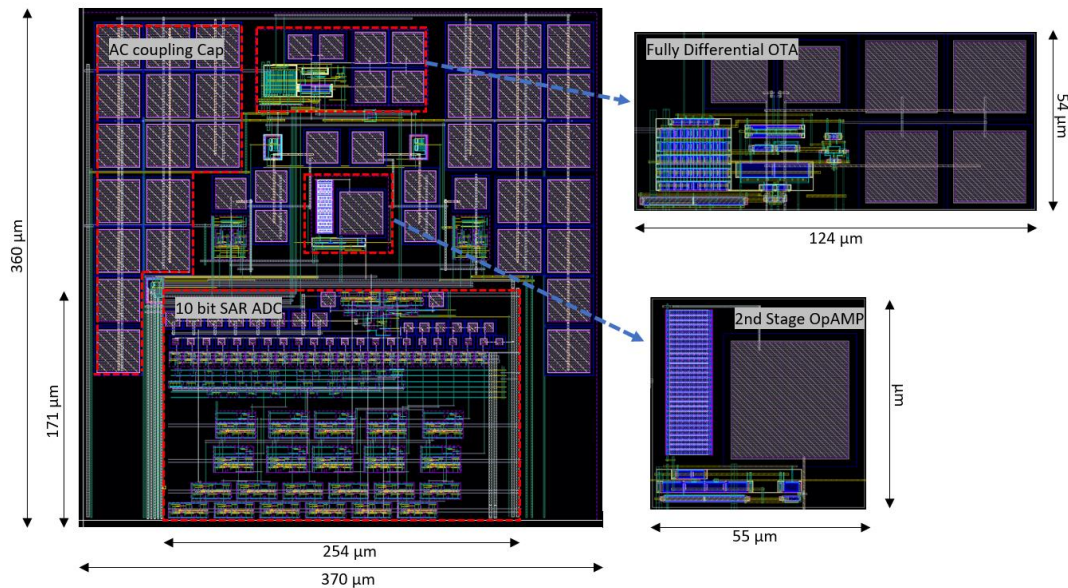 AC coupling Cap
Fully Differential OTA
54 µm
124 µm
360 µm
10 bit SAR ADC
2nd Stage OpAMP
171 µm
µm
55 µm
254 µm
370 µm